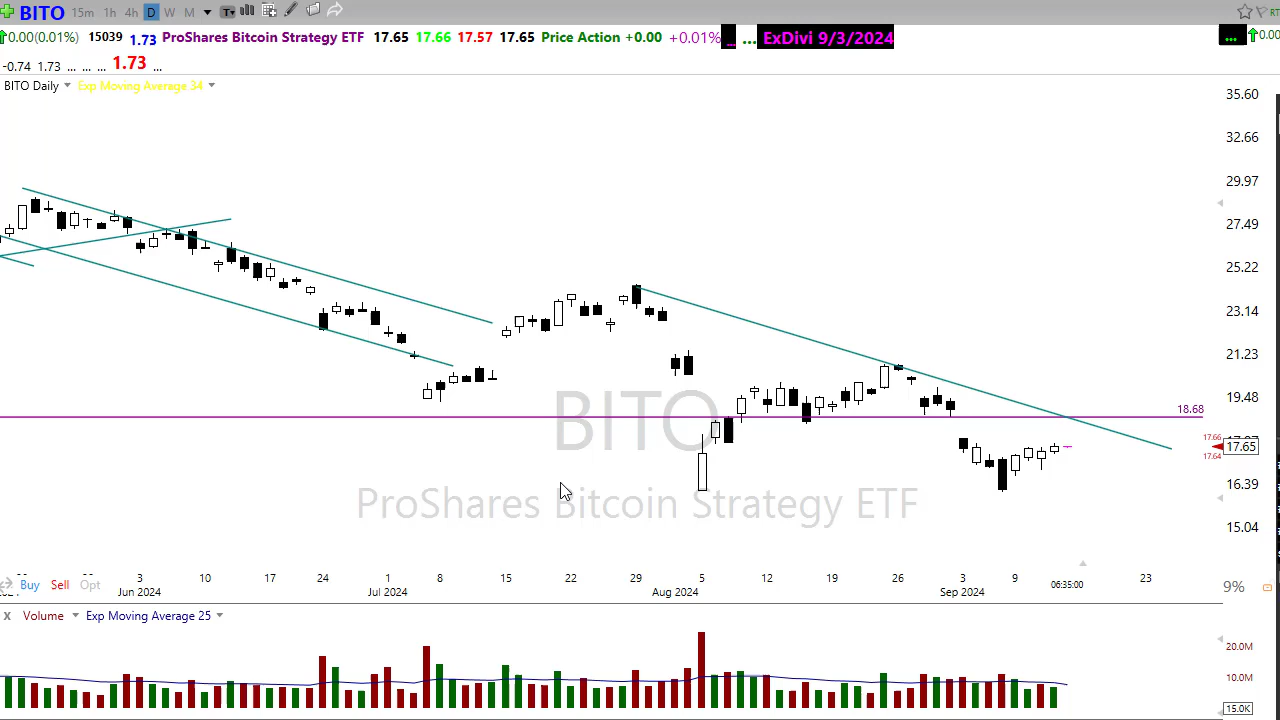 BITO 15m 1h 4h D W M T
0.00(0.01%) 15039 1.73 ProShares Bitcoin Strategy ETF 17.65 17.66 17.57 17.65 Price Action +0.00 +0.01% ... ExDivi 9/3/2024 ... 0.00
-0.74 1.73 ... ... ... 1.73 ...
BITO Daily Exp Moving Average 34
35.60
32.66
29.97
27.49
25.22
23.14
21.23
19.48
18.68
17.66
17.65
17.64
16.39
15.04
BITO
ProShares Bitcoin Strategy ETF
3 10 17 24 1 8 15 22 29 5 12 19 26 3 9 23
Jun 2024 Jul 2024 Aug 2024 Sep 2024 06:35:00
Buy Sell Opt 9%
x Volume Exp Moving Average 25
20.0M
10.0M
15.0K